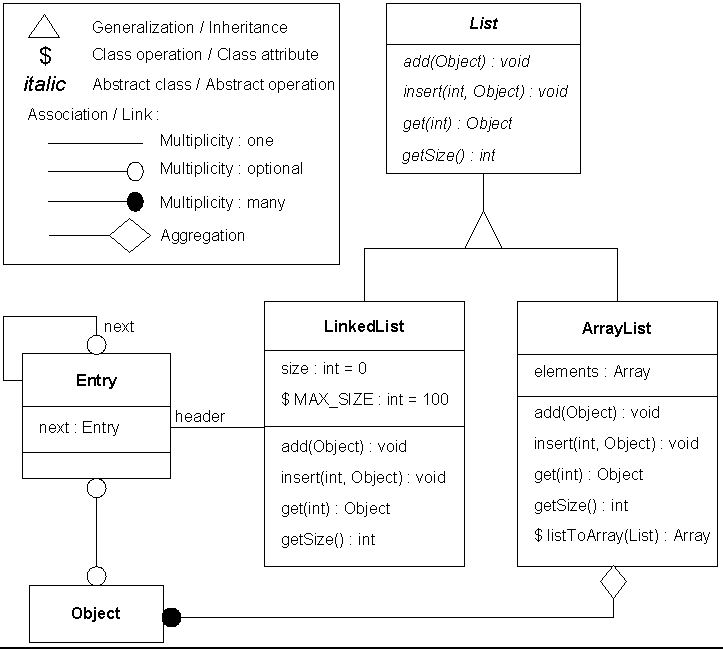 Generalization / Inheritance
$ Class operation / Class attribute
italic Abstract class / Abstract operation
Association / Link :
Multiplicity : one
Multiplicity : optional
Multiplicity : many
Aggregation
List
add(Object) : void
insert(int, Object) : void
get(int) : Object
getSize() : int
next
Entry
next : Entry
header
LinkedList
size : int = 0
$ MAX_SIZE : int = 100
add(Object) : void
insert(int, Object) : void
get(int) : Object
getSize() : int
ArrayList
elements : Array
add(Object) : void
insert(int, Object) : void
get(int) : Object
getSize() : int
$ listToArray(List) : Array
Object